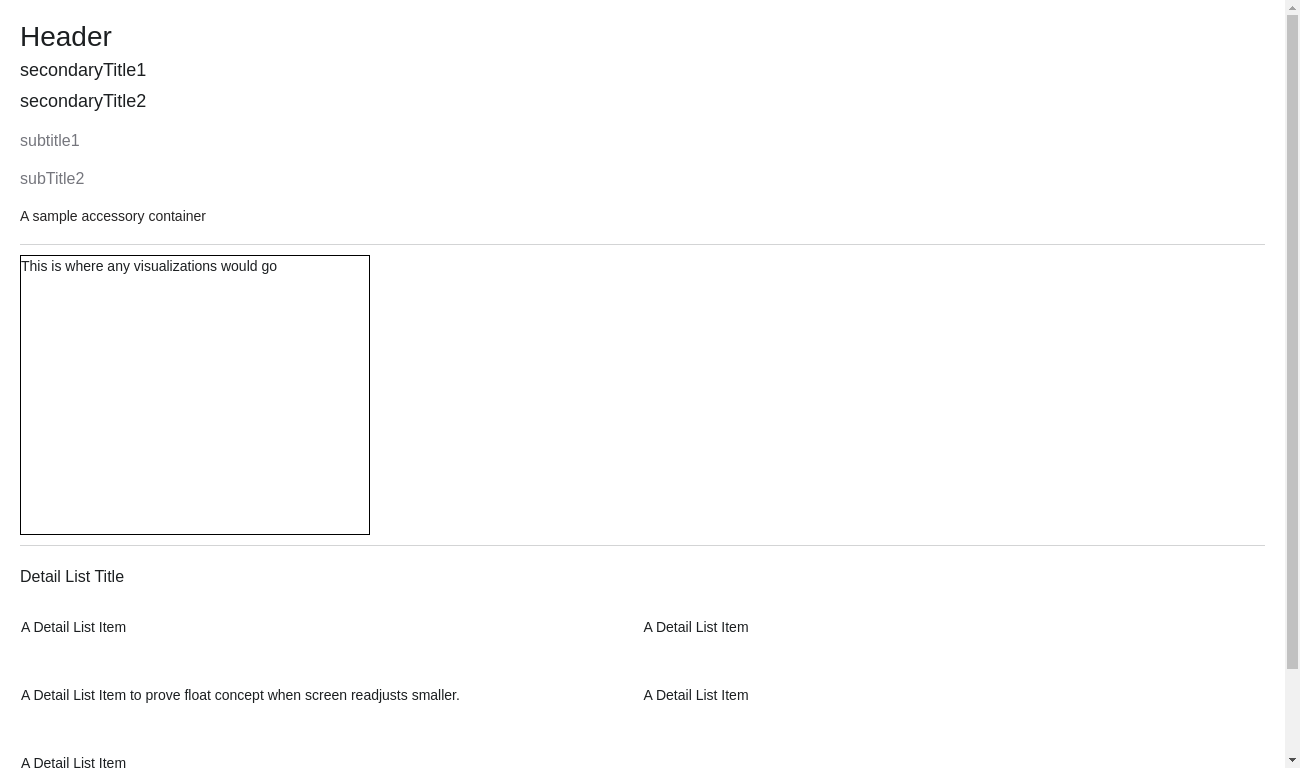 Header
secondaryTitle1
secondaryTitle2
subtitle1
subTitle2
A sample accessory container
This is where any visualizations would go
Detail List Title
A Detail List Item
A Detail List Item
A Detail List Item to prove float concept when screen readjusts smaller.
A Detail List Item
A Detail List Item